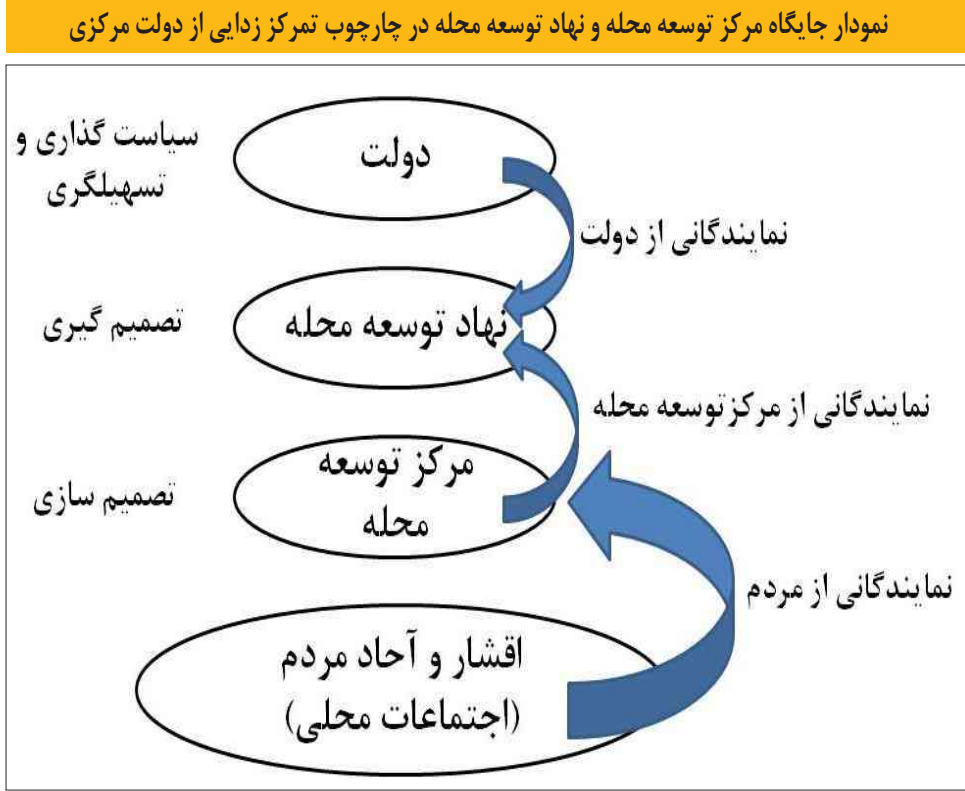 نمودار جایگاه مرکز توسعه محله و نهاد توسعه محله در چارچوب تمرکز زدایی از دولت مرکزی
سیاست گذاری و
تسهیلگری
دولت
نمایندگانی از دولت
تصمیم گیری
نهاد توسعه محله
نمایندگانی از مرکزتوسعه محله
تصمیم سازی
مرکز توسعه
محله
نمایندگانی از مردم
اقشار و آحاد مردم
(اجتماعات محلی)